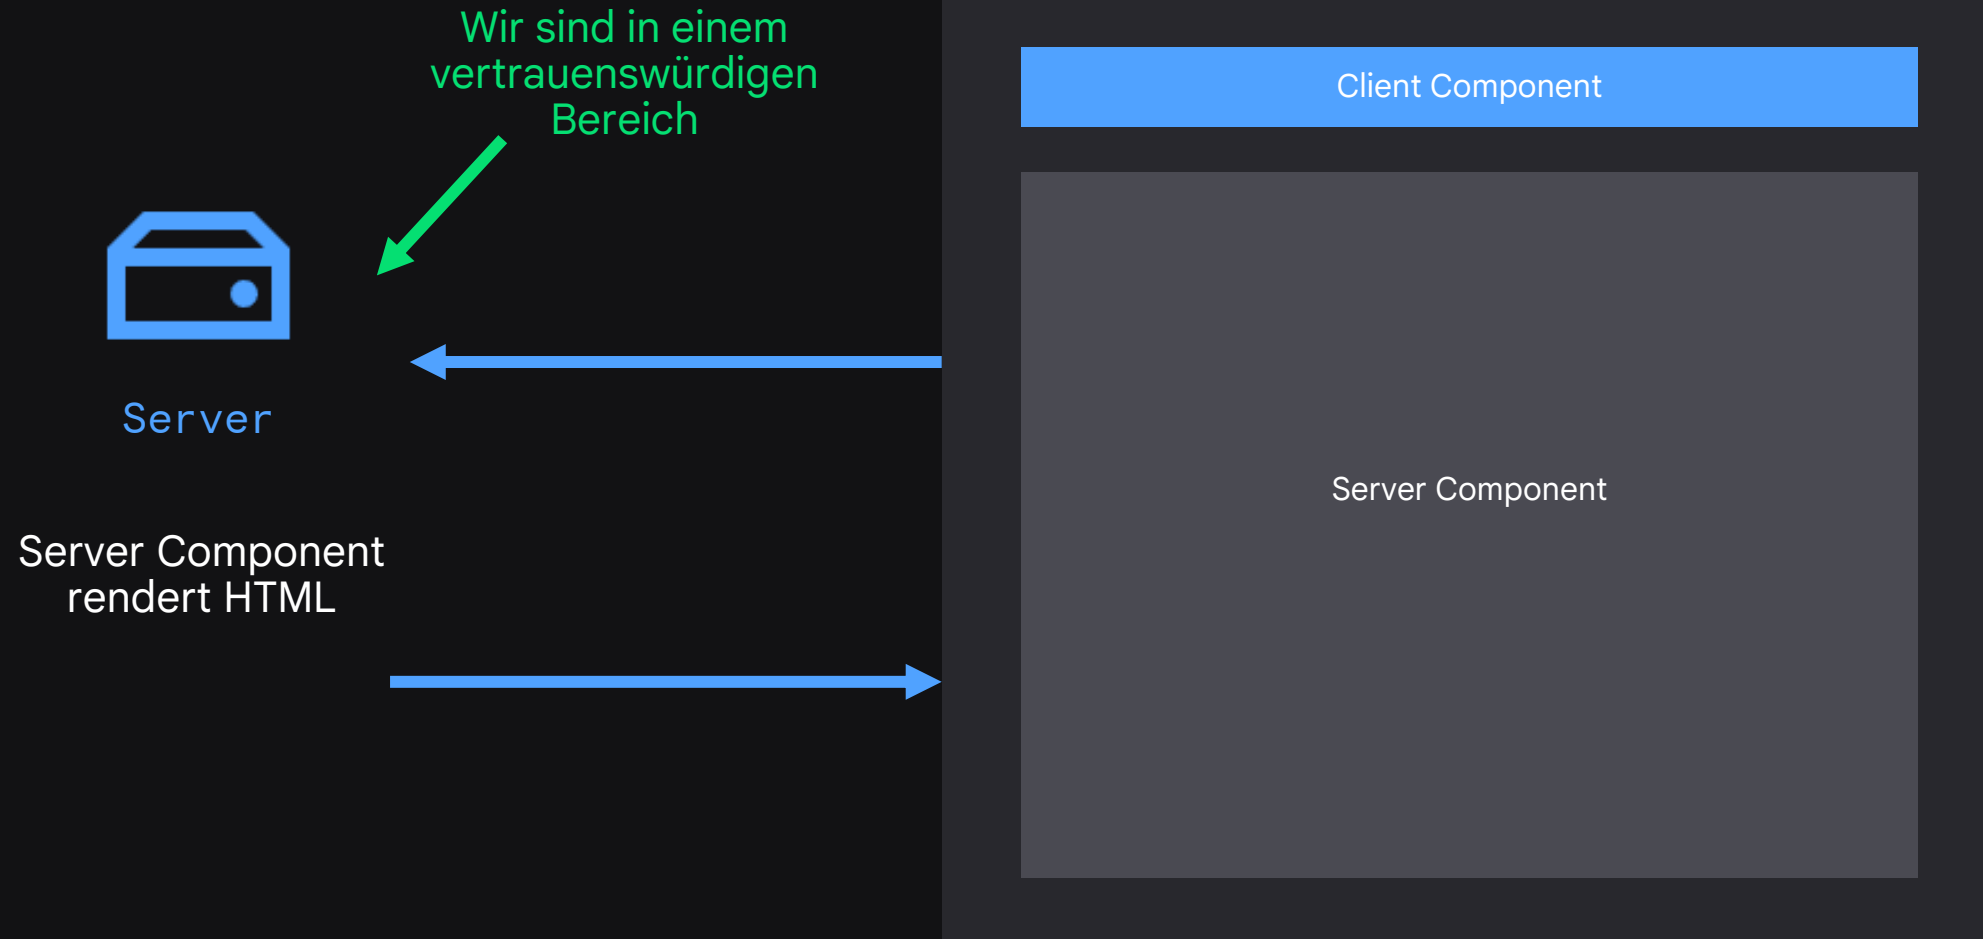 Wir sind in einem
vertrauenswürdigen
Bereich
Client Component
Server
Server Component
Server Component
rendert HTML